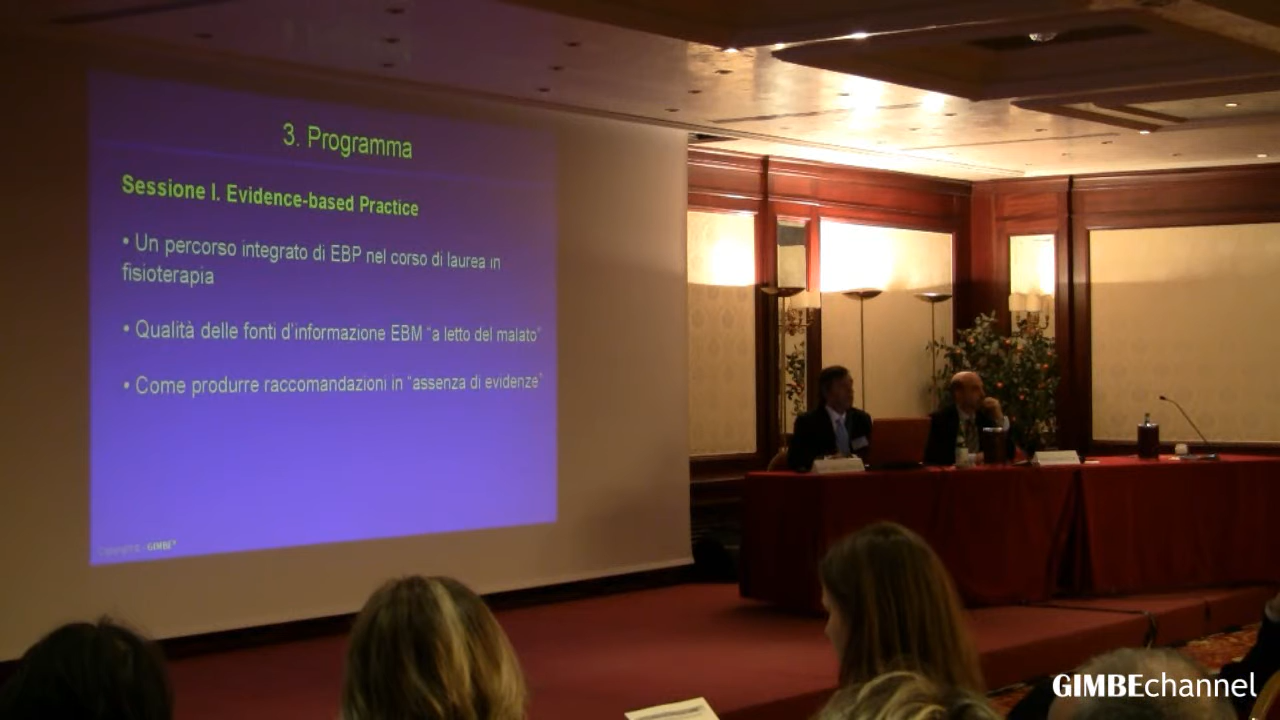 3. Programma
Sessione I. Evidence-based Practice
• Un percorso integrato di EBP nel corso di laurea in
fisioterapia
• Qualità delle fonti d'informazione EBM "a letto del malato"
• Come produrre raccomandazioni in "assenza di evidenze"
GIMBE®
GIMBEchannel